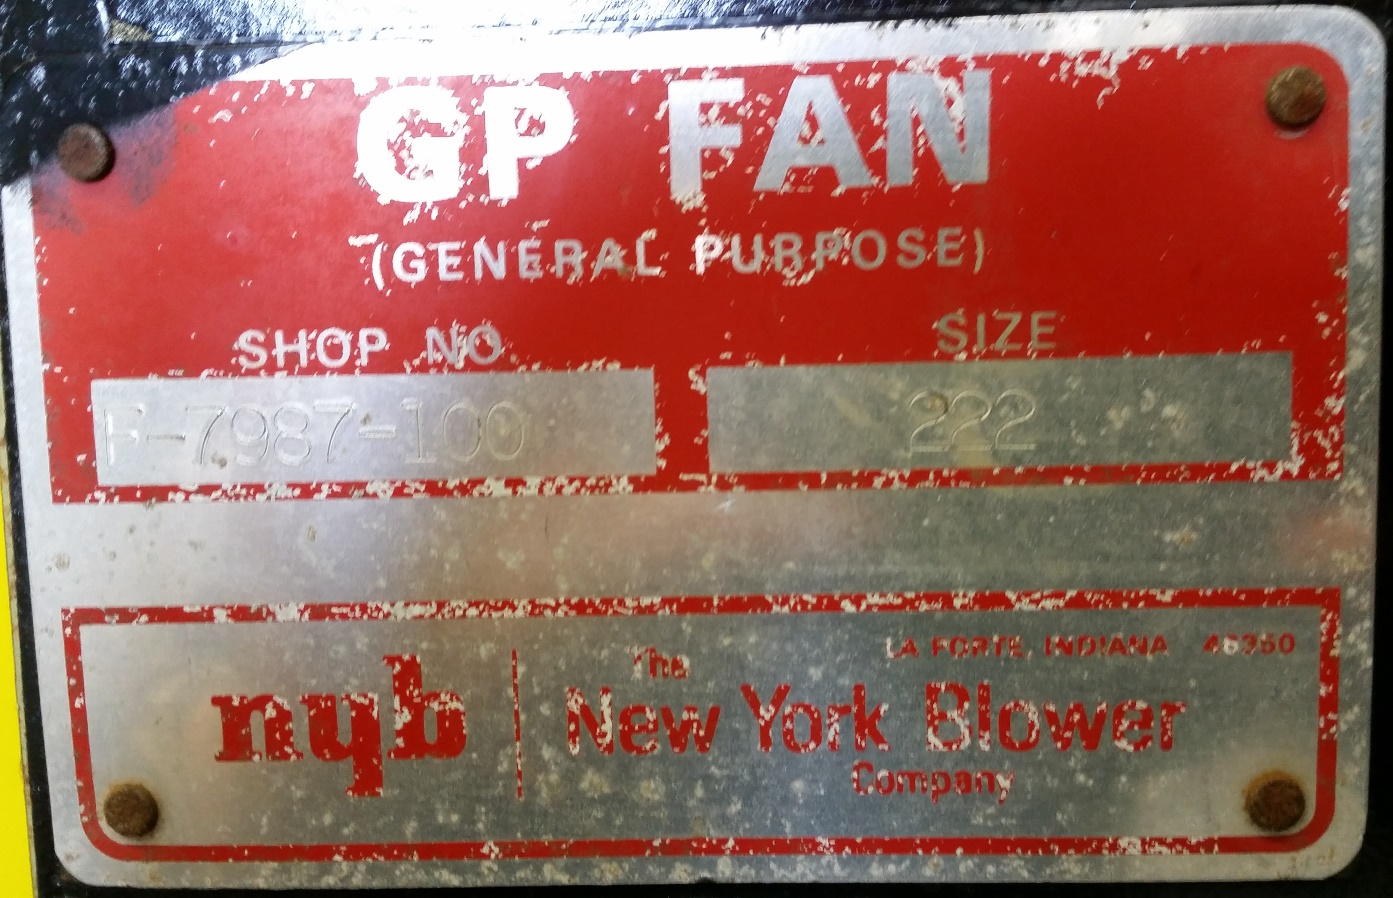 GP FAN
(GENERAL PURPOSE)
SHOP NO SIZE
F-7987-100 222
LA PORTE, INDIANA 46350
nyb The New York Blower Company